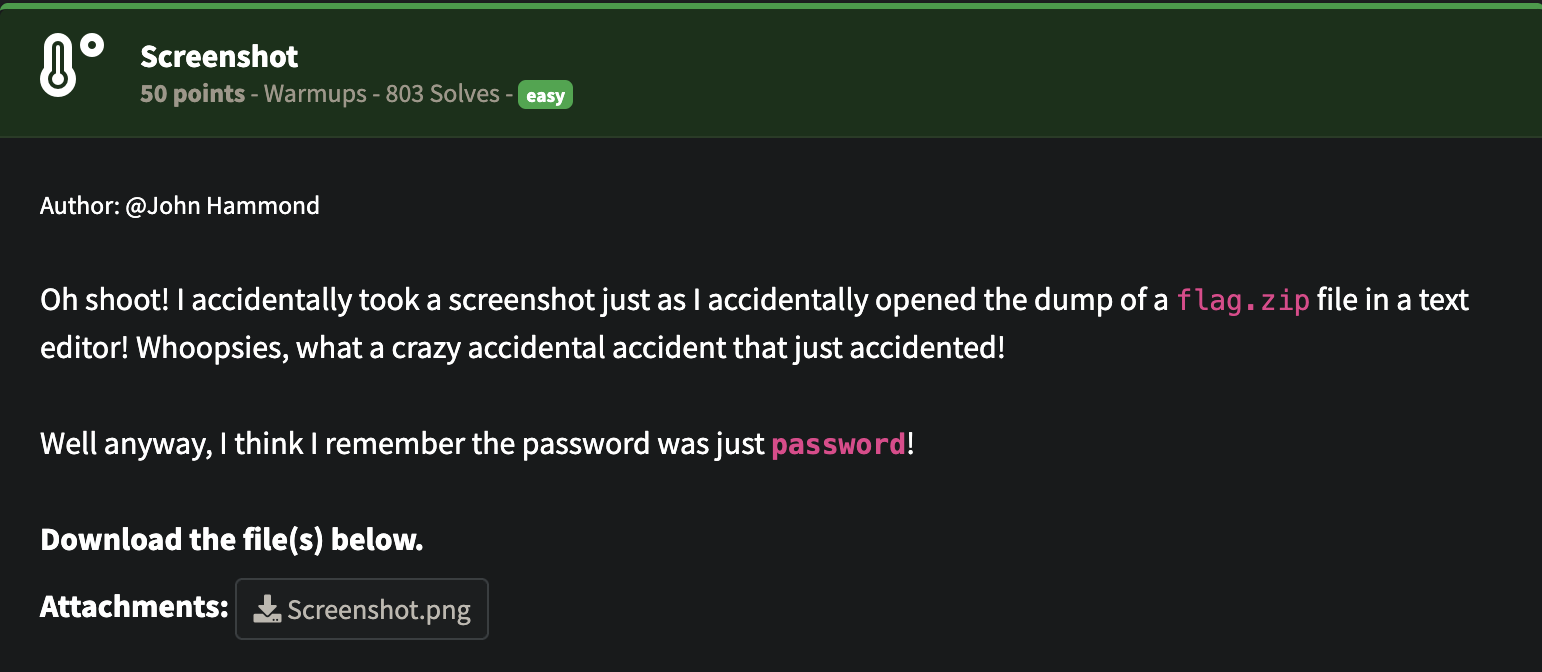 Screenshot
50 points - Warmups - 803 Solves - easy
Author: @John Hammond
Oh shoot! I accidentally took a screenshot just as I accidentally opened the dump of a flag.zip file in a text
editor! Whoopsies, what a crazy accidental accident that just accidented!
Well anyway, I think I remember the password was just password!
Download the file(s) below.
Attachments: Screenshot.png